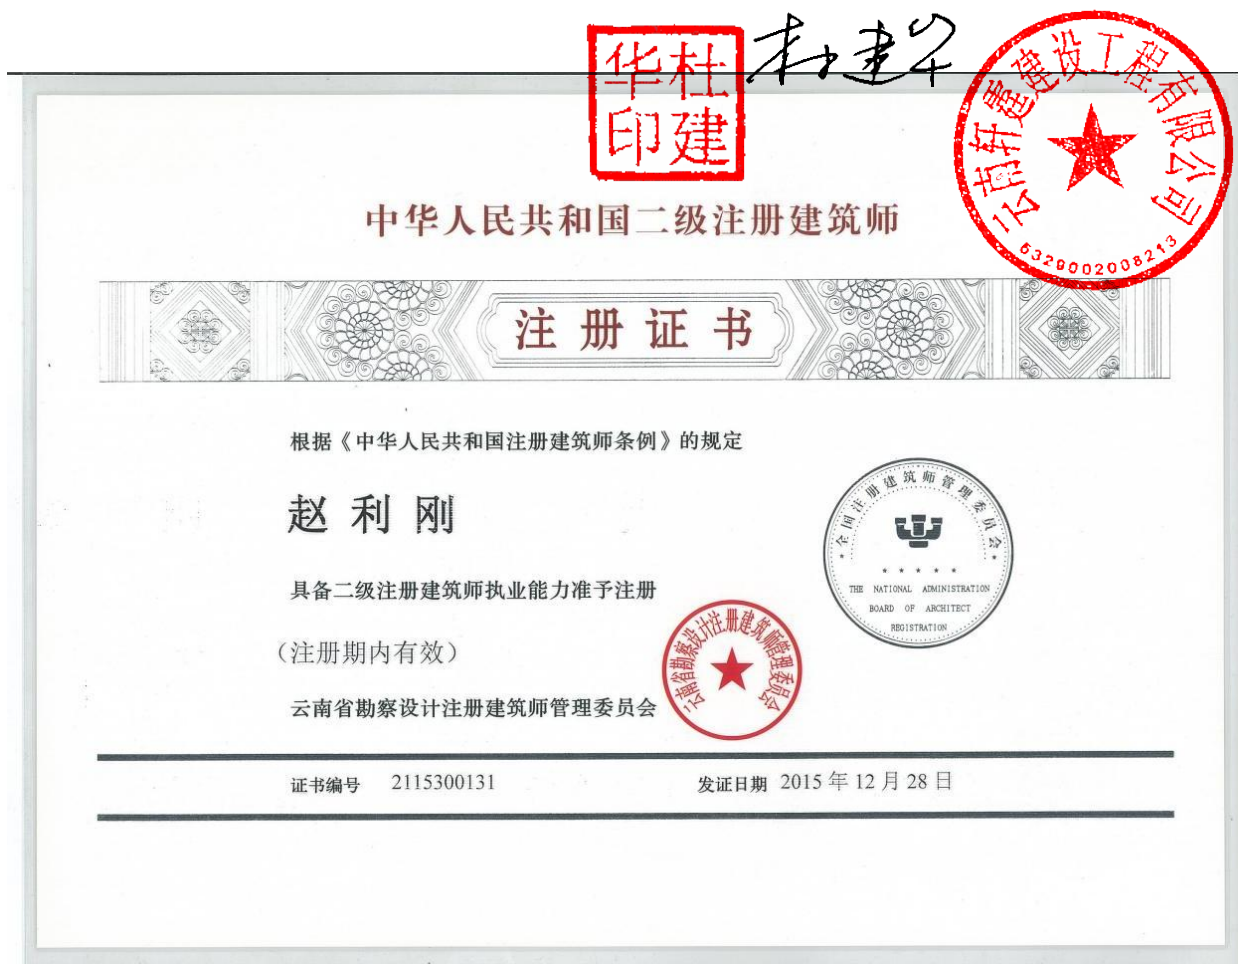 华杜
印建
杜建华
云南轩霆建设工程有限公司
5329002008213
中华人民共和国二级注册建筑师
注册证书
根据《中华人民共和国注册建筑师条例》的规定
赵利刚
全国注册建筑师管理委员会
THE NATIONAL ADMINISTRATION
BOARD OF ARCHITECT
REGISTRATION
具备二级注册建筑师执业能力准予注册
(注册期内有效)
云南省勘察设计注册建筑师管理委员会
云南省勘察设计注册建筑师管理委员会
证书编号 2115300131 发证日期 2015年12月28日